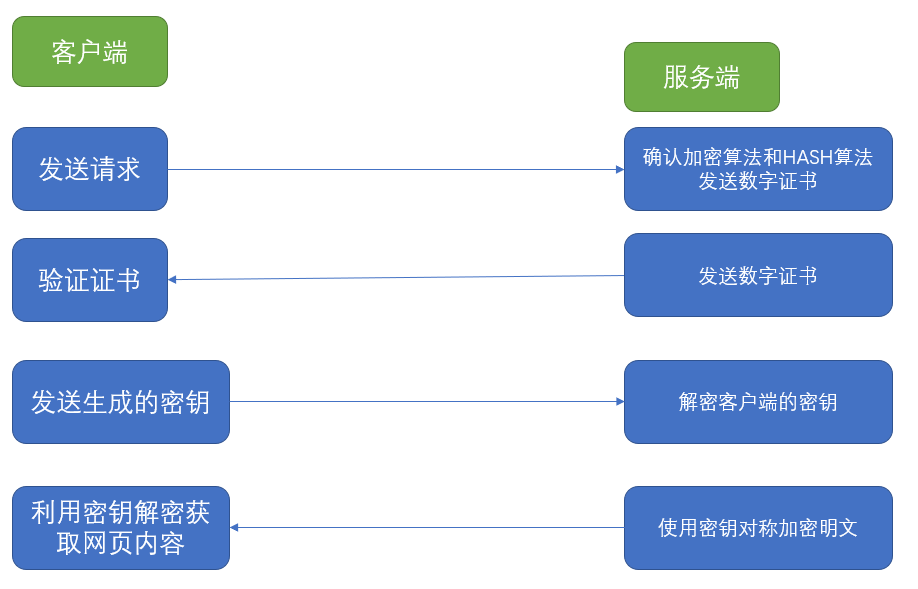 客户端
服务端
发送请求
确认加密算法和HASH算法
发送数字证书
验证证书
发送数字证书
发送生成的密钥
解密客户端的密钥
利用密钥解密获
取网页内容
使用密钥对称加密明文